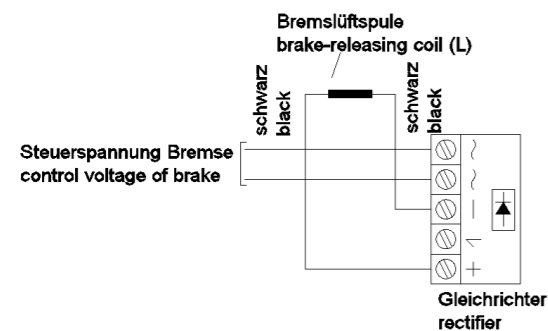 Bremslüftspule
brake-releasing coil (L)
schwarz
black
schwarz
black
Steuerspannung Bremse
control voltage of brake
~
~
—
+
Gleichrichter
rectifier